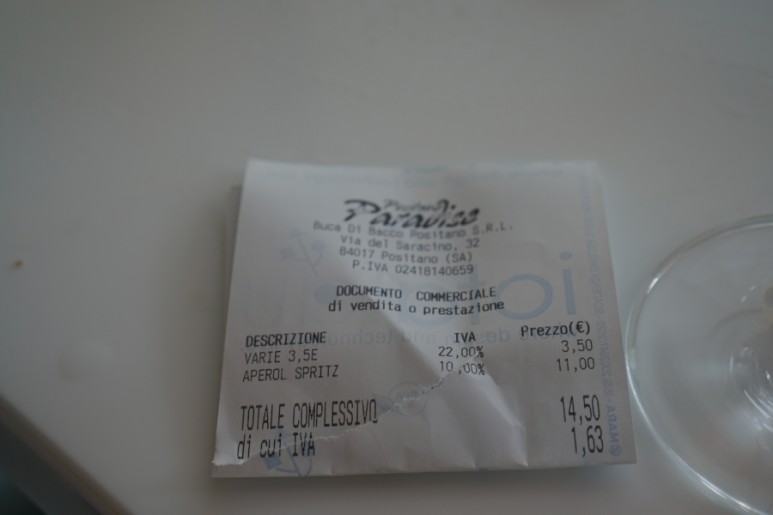 Paradise
Buca Di Bacco Positano S.R.L.
Via del Saracino, 32
84017 Positano (SA)
P.IVA 02418140659
DOCUMENTO COMMERCIALE
di vendita o prestazione
DESCRIZIONE IVA Prezzo(€)
VARIE 3,5E 22,00% 3,50
APEROL SPRITZ 10,00% 11,00
TOTALE COMPLESSIVO 14,50
di cui IVA 1,63